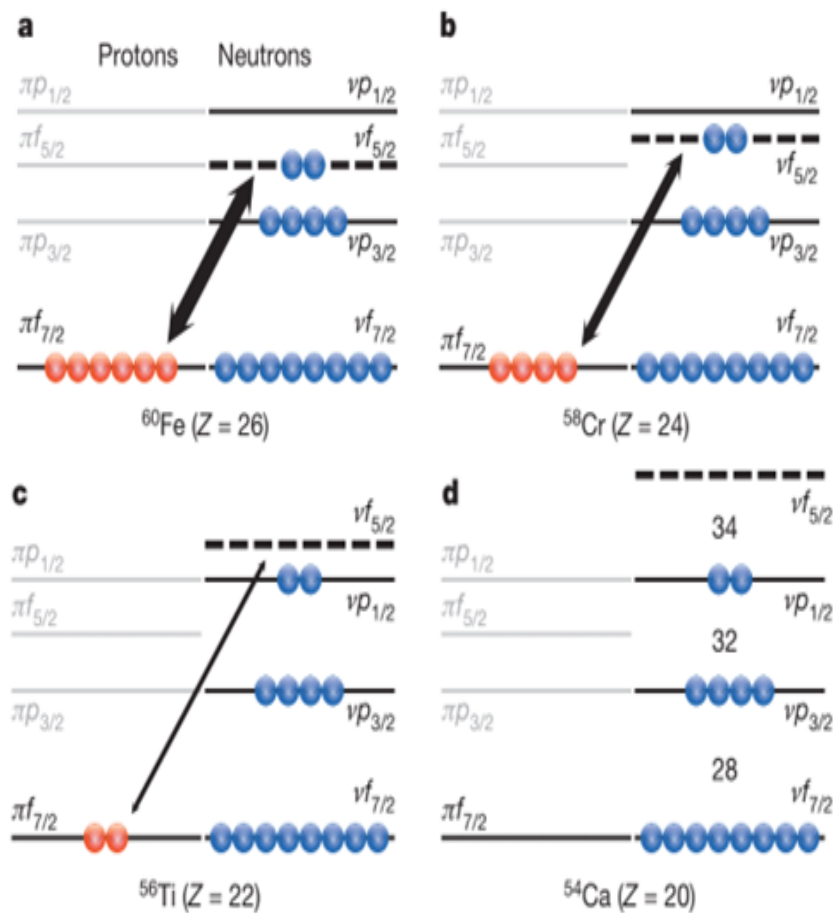 a
Protons Neutrons
πp1/2 νp1/2
πf5/2 νf5/2
πp3/2 νp3/2
πf7/2 νf7/2
60Fe (Z = 26)
b
πp1/2 νp1/2
πf5/2 νf5/2
πp3/2 νp3/2
πf7/2 νf7/2
58Cr (Z = 24)
c
νf5/2
πp1/2 νp1/2
πf5/2
πp3/2 νp3/2
πf7/2 νf7/2
56Ti (Z = 22)
d
νf5/2
34
πp1/2 νp1/2
πf5/2
32
πp3/2 νp3/2
28
πf7/2 νf7/2
54Ca (Z = 20)